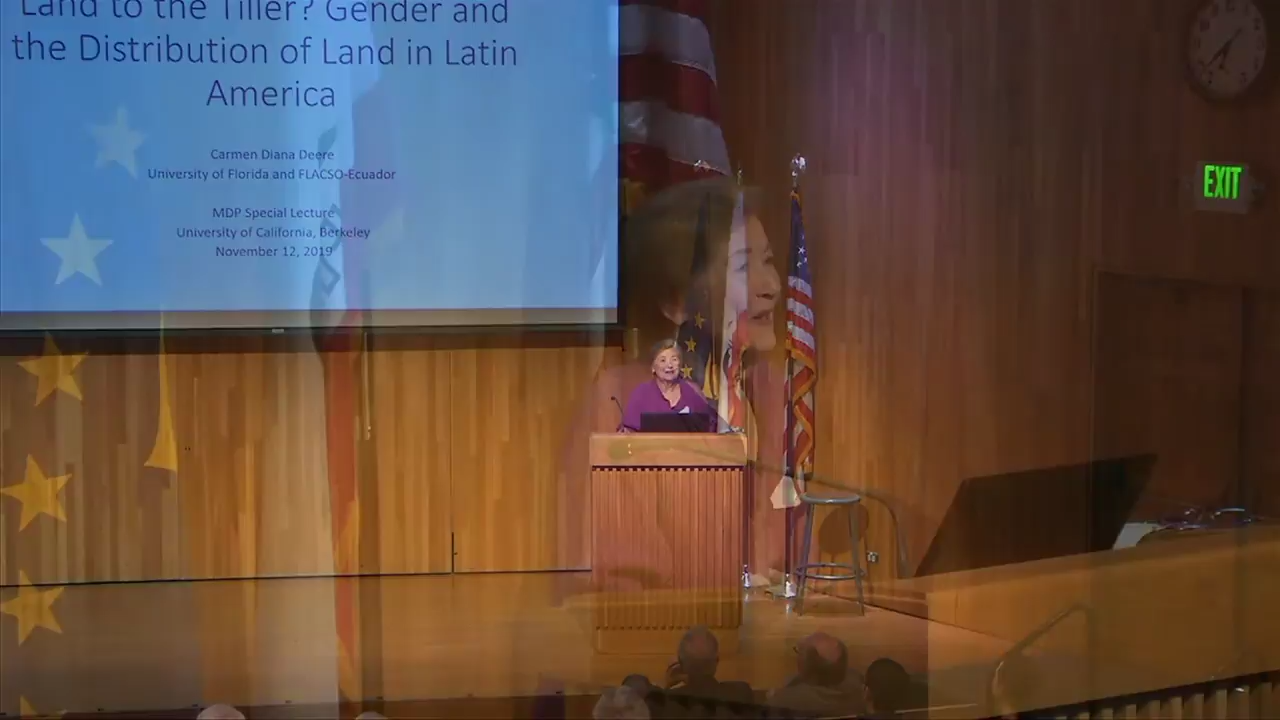 Land to the Tiller? Gender and
the Distribution of Land in Latin
America
Carmen Diana Deere
University of Florida and FLACSO-Ecuador
MDP Special Lecture
University of California, Berkeley
November 12, 2019
EXIT